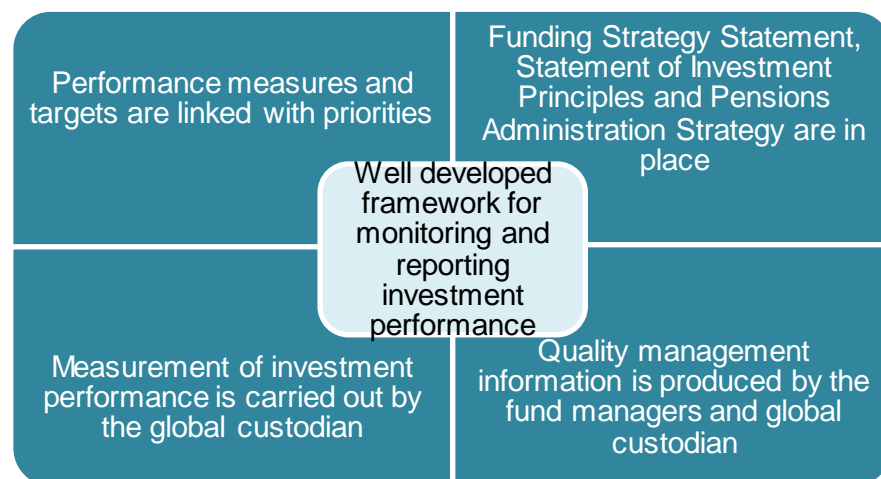 Performance measures and
targets are linked with priorities
Funding Strategy Statement,
Statement of Investment
Principles and Pensions
Administration Strategy are in
place
Well developed
framework for
monitoring and
reporting
investment
performance
Measurement of investment
performance is carried out by
the global custodian
Quality management
information is produced by the
fund managers and global
custodian